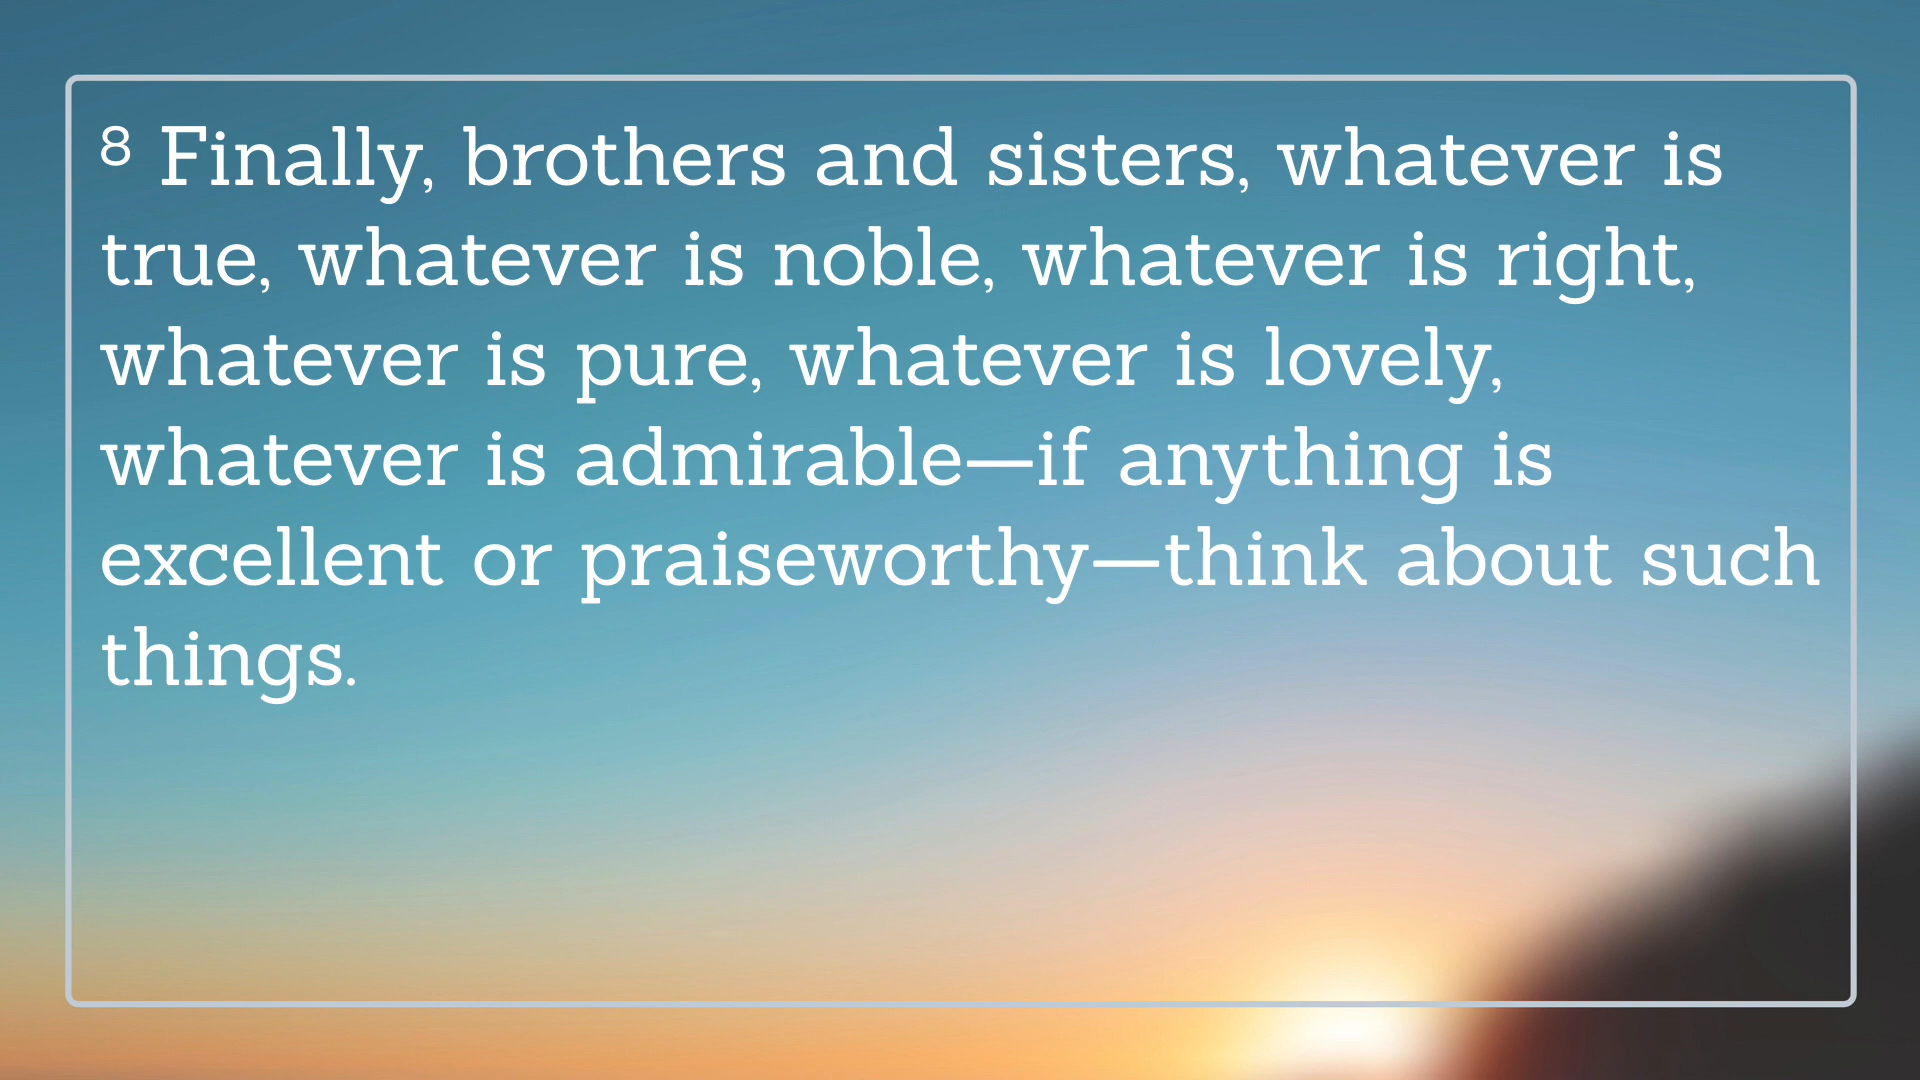 8 Finally, brothers and sisters, whatever is
true, whatever is noble, whatever is right,
whatever is pure, whatever is lovely,
whatever is admirable—if anything is
excellent or praiseworthy—think about such
things.